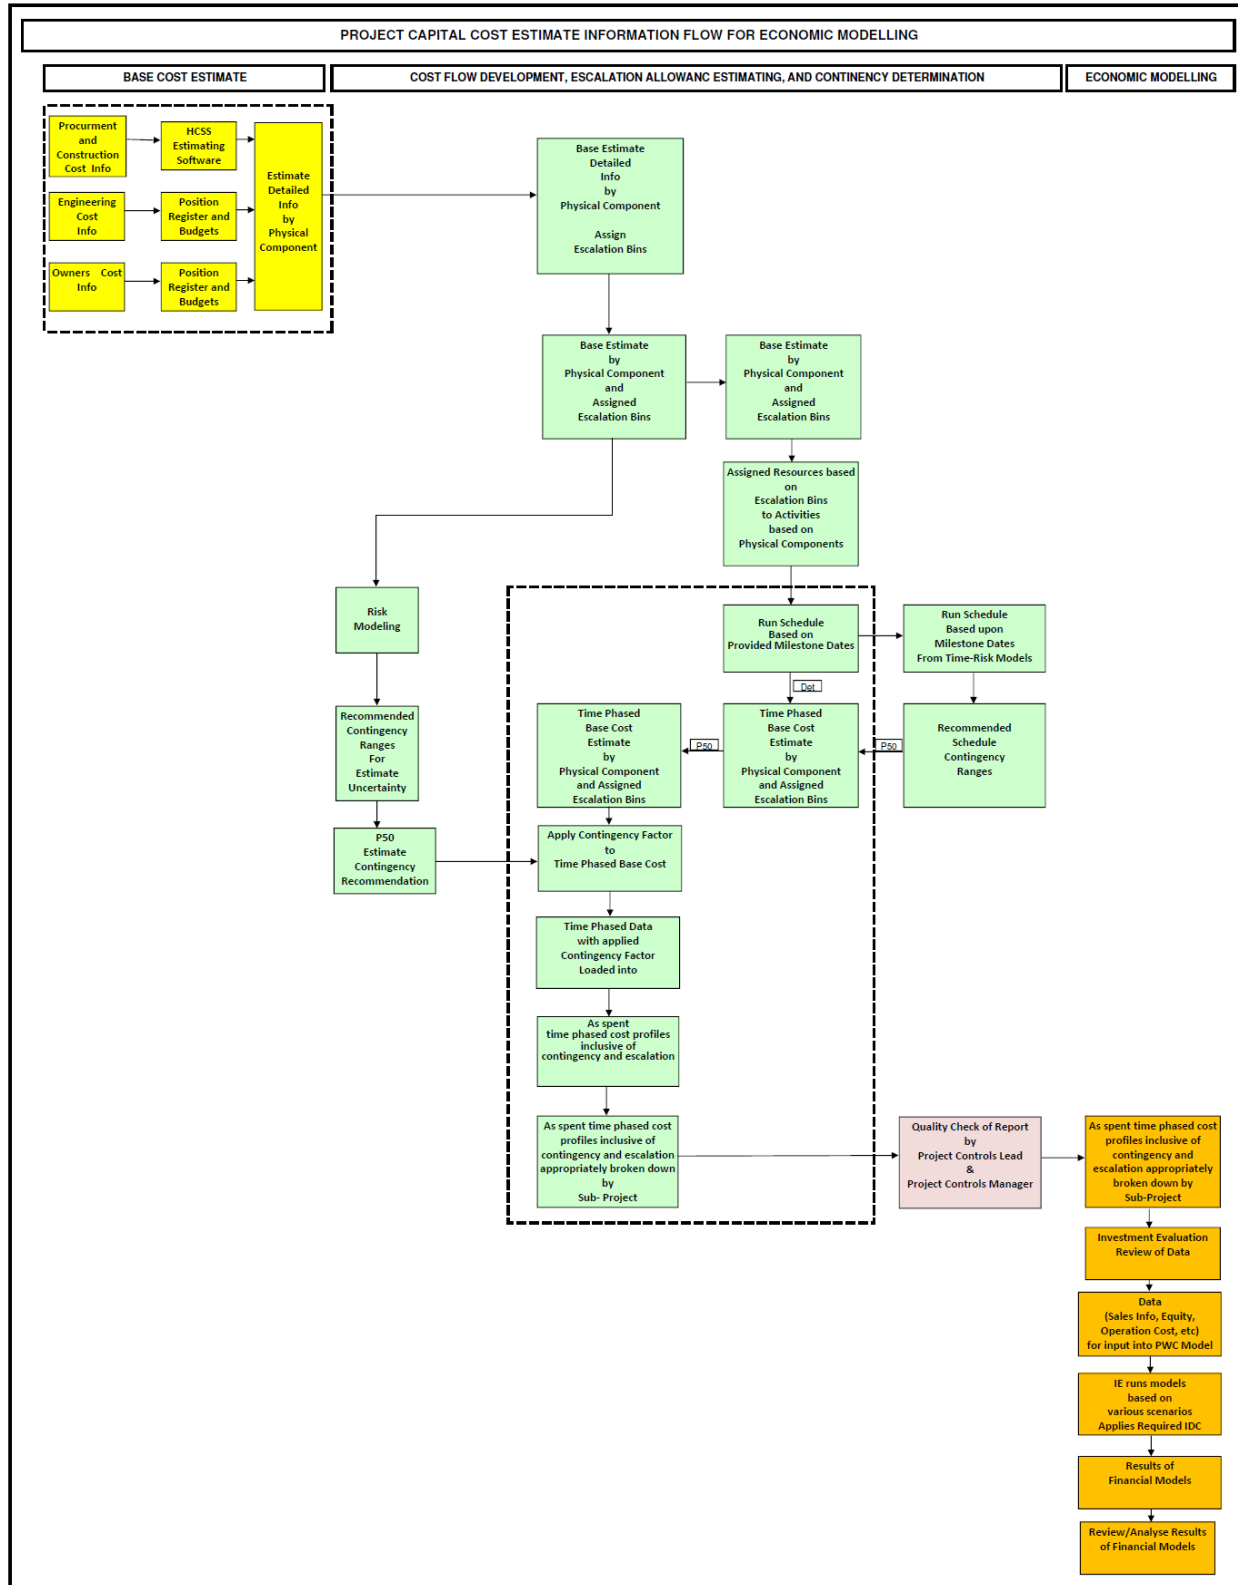 PROJECT CAPITAL COST ESTIMATE INFORMATION FLOW FOR ECONOMIC MODELLING
BASE COST ESTIMATE
COST FLOW DEVELOPMENT, ESCALATION ALLOWANC ESTIMATING, AND CONTINENCY DETERMINATION
ECONOMIC MODELLING
Procurment
and
Construction
Cost Info
HCSS
Estimating
Software
Engineering
Cost
Info
Position
Register and
Budgets
Owners Cost
Info
Position
Register and
Budgets
Estimate
Detailed
Info
by
Physical
Component
Base Estimate
Detailed
Info
by
Physical Component
Assign
Escalation Bins
Base Estimate
by
Physical Component
and
Assigned
Escalation Bins
Base Estimate
by
Physical Component
and
Assigned
Escalation Bins
Assigned Resources based
on
Escalation Bins
to Activities
based on
Physical Components
Risk
Modeling
Run Schedule
Based on
Provided Milestone Dates
Run Schedule
Based upon
Milestone Dates
From Time-Risk Models
Det
Recommended
Contingency
Ranges
For
Estimate
Uncertainty
Time Phased
Base Cost
Estimate
by
Physical Component
and Assigned
Escalation Bins
P50
Time Phased
Base Cost
Estimate
by
Physical Component
and Assigned
Escalation Bins
P50
Recommended
Schedule
Contingency
Ranges
P50
Estimate
Contingency
Recommendation
Apply Contingency Factor
to
Time Phased Base Cost
Time Phased Data
with applied
Contingency Factor
Loaded into
As spent
time phased cost profiles
inclusive of
contingency and escalation
As spent time phased cost
profiles inclusive of
contingency and escalation
appropriately broken down
by
Sub- Project
Quality Check of Report
by
Project Controls Lead
&
Project Controls Manager
As spent time phased cost
profiles inclusive of
contingency and
escalation appropriately
broken down by
Sub-Project
Investment Evaluation
Review of Data
Data
(Sales Info, Equity,
Operation Cost, etc)
for input into PWC Model
IE runs models
based on
various scenarios
Applies Required IDC
Results of
Financial Models
Review/Analyse Results
of Financial Models